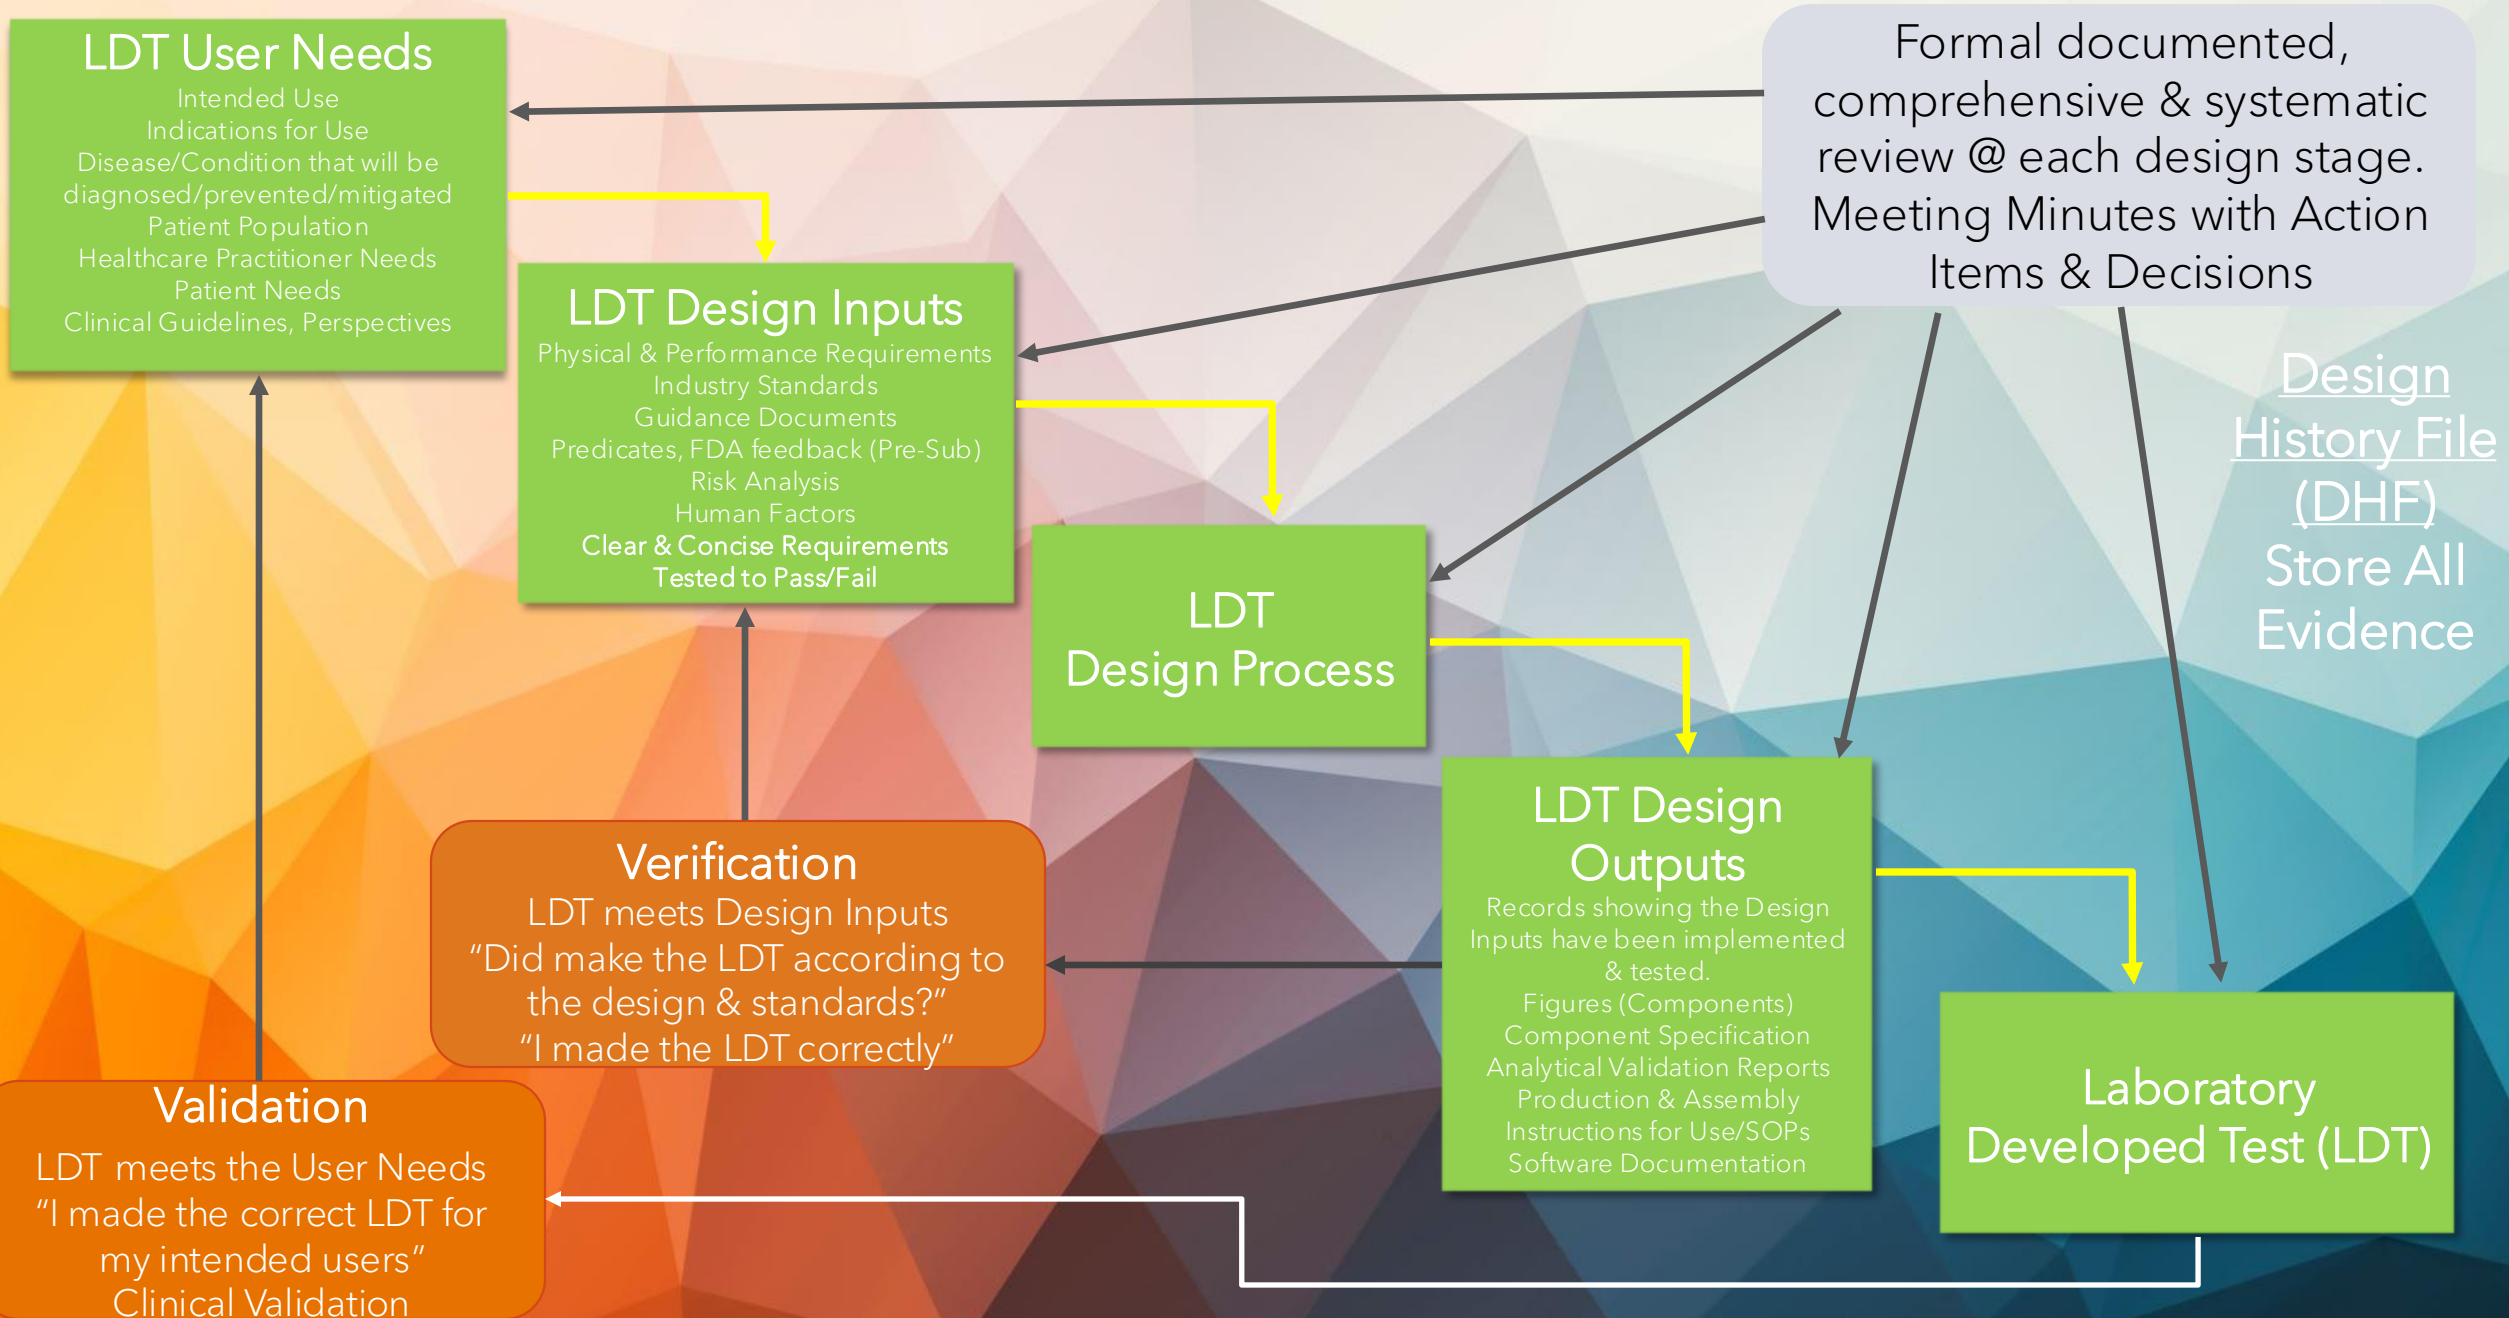 LDT User Needs
Intended Use
Indications for Use
Disease/Condition that will be
diagnosed/prevented/mitigated
Patient Population
Healthcare Practitioner Needs
Patient Needs
Clinical Guidelines, Perspectives
Formal documented,
comprehensive & systematic
review @ each design stage.
Meeting Minutes with Action
Items & Decisions
LDT Design Inputs
Physical & Performance Requirements
Industry Standards
Guidance Documents
Predicates, FDA feedback (Pre-Sub)
Risk Analysis
Human Factors
Clear & Concise Requirements
Tested to Pass/Fail
Design
History File
(DHF)
Store All
Evidence
LDT
Design Process
LDT Design
Outputs
Records showing the Design
Inputs have been implemented
& tested.
Figures (Components)
Component Specification
Analytical Validation Reports
Production & Assembly
Instructions for Use/SOPs
Software Documentation
Verification
LDT meets Design Inputs
“Did make the LDT according to
the design & standards?”
“I made the LDT correctly”
Laboratory
Developed Test (LDT)
Validation
LDT meets the User Needs
“I made the correct LDT for
my intended users”
Clinical Validation